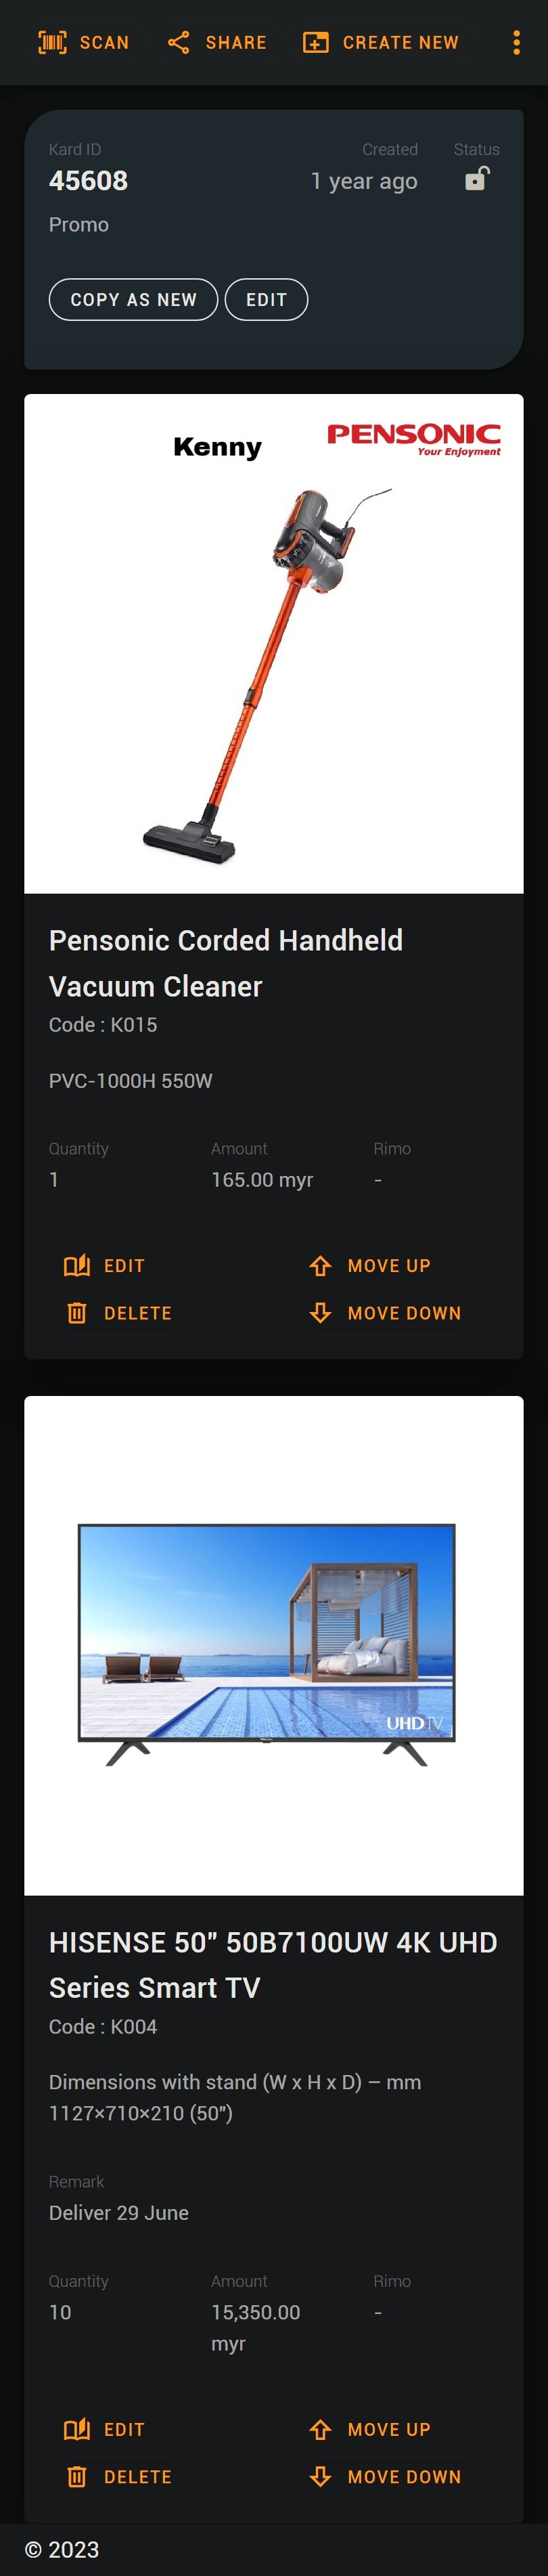 SCAN SHARE CREATE NEW
Kard ID Created Status
45608 1 year ago
Promo
COPY AS NEW EDIT
Kenny PENSONIC
Your Enjoyment
Pensonic Corded Handheld
Vacuum Cleaner
Code : K015
PVC-1000H 550W
Quantity Amount Rimo
1 165.00 myr -
EDIT MOVE UP
DELETE MOVE DOWN
UHDTV
HISENSE 50" 50B7100UW 4K UHD
Series Smart TV
Code : K004
Dimensions with stand (W x H x D) – mm
1127×710×210 (50″)
Remark
Deliver 29 June
Quantity Amount Rimo
10 15,350.00 -
myr
EDIT MOVE UP
DELETE MOVE DOWN
© 2023